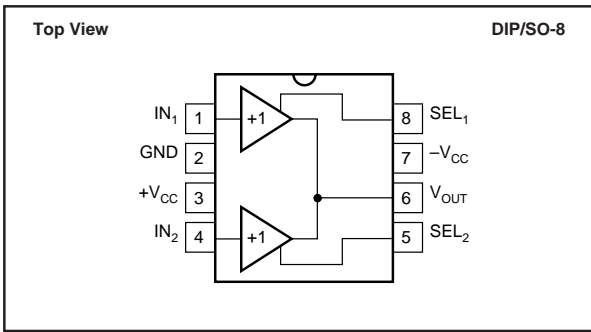 Top View DIP/SO-8
IN1 1 +1 8 SEL1
GND 2 7 –VCC
+VCC 3 6 VOUT
IN2 4 +1 5 SEL2